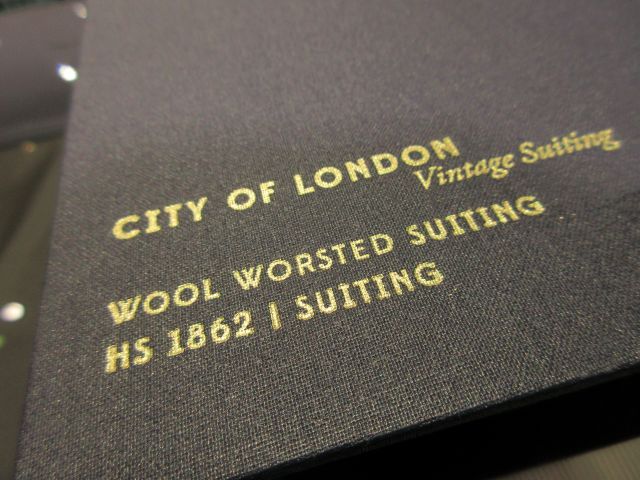 CITY OF LONDON
Vintage Suiting
WOOL WORSTED SUITING
HS 1862 | SUITING